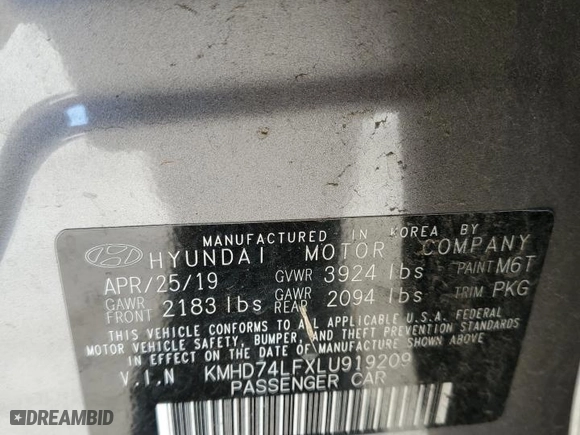 MANUFACTURED IN KOREA BY
HYUNDAI MOTOR COMPANY
APR/25/19 GVWR 3924 lbs PAINT M6T
GAWR FRONT 2183 lbs GAWR REAR 2094 lbs TRIM PKG
THIS VEHICLE CONFORMS TO ALL APPLICABLE U.S.A. FEDERAL
MOTOR VEHICLE SAFETY, BUMPER, AND THEFT PREVENTION STANDARDS
IN EFFECT ON THE DATE OF MANUFACTURE SHOWN ABOVE.
V.I.N KMHD74LFXLU919209
PASSENGER CAR
DREAMBID